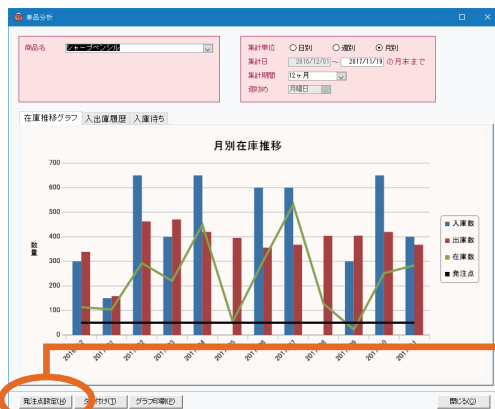 単品分析
商品名 シャープペンシル
集計単位 日別 週別 月別
集計日 2016/12/01 ～ 2017/11/19 の月末まで
集計期間 12ヶ月
週初め 月曜日
在庫推移グラフ 入出庫履歴 入庫待ち
月別在庫推移
数量
700
600
500
400
300
200
100
0
入庫数
出庫数
在庫数
発注点
発注点設定(H) グラフ印刷(P) 閉じる(C)